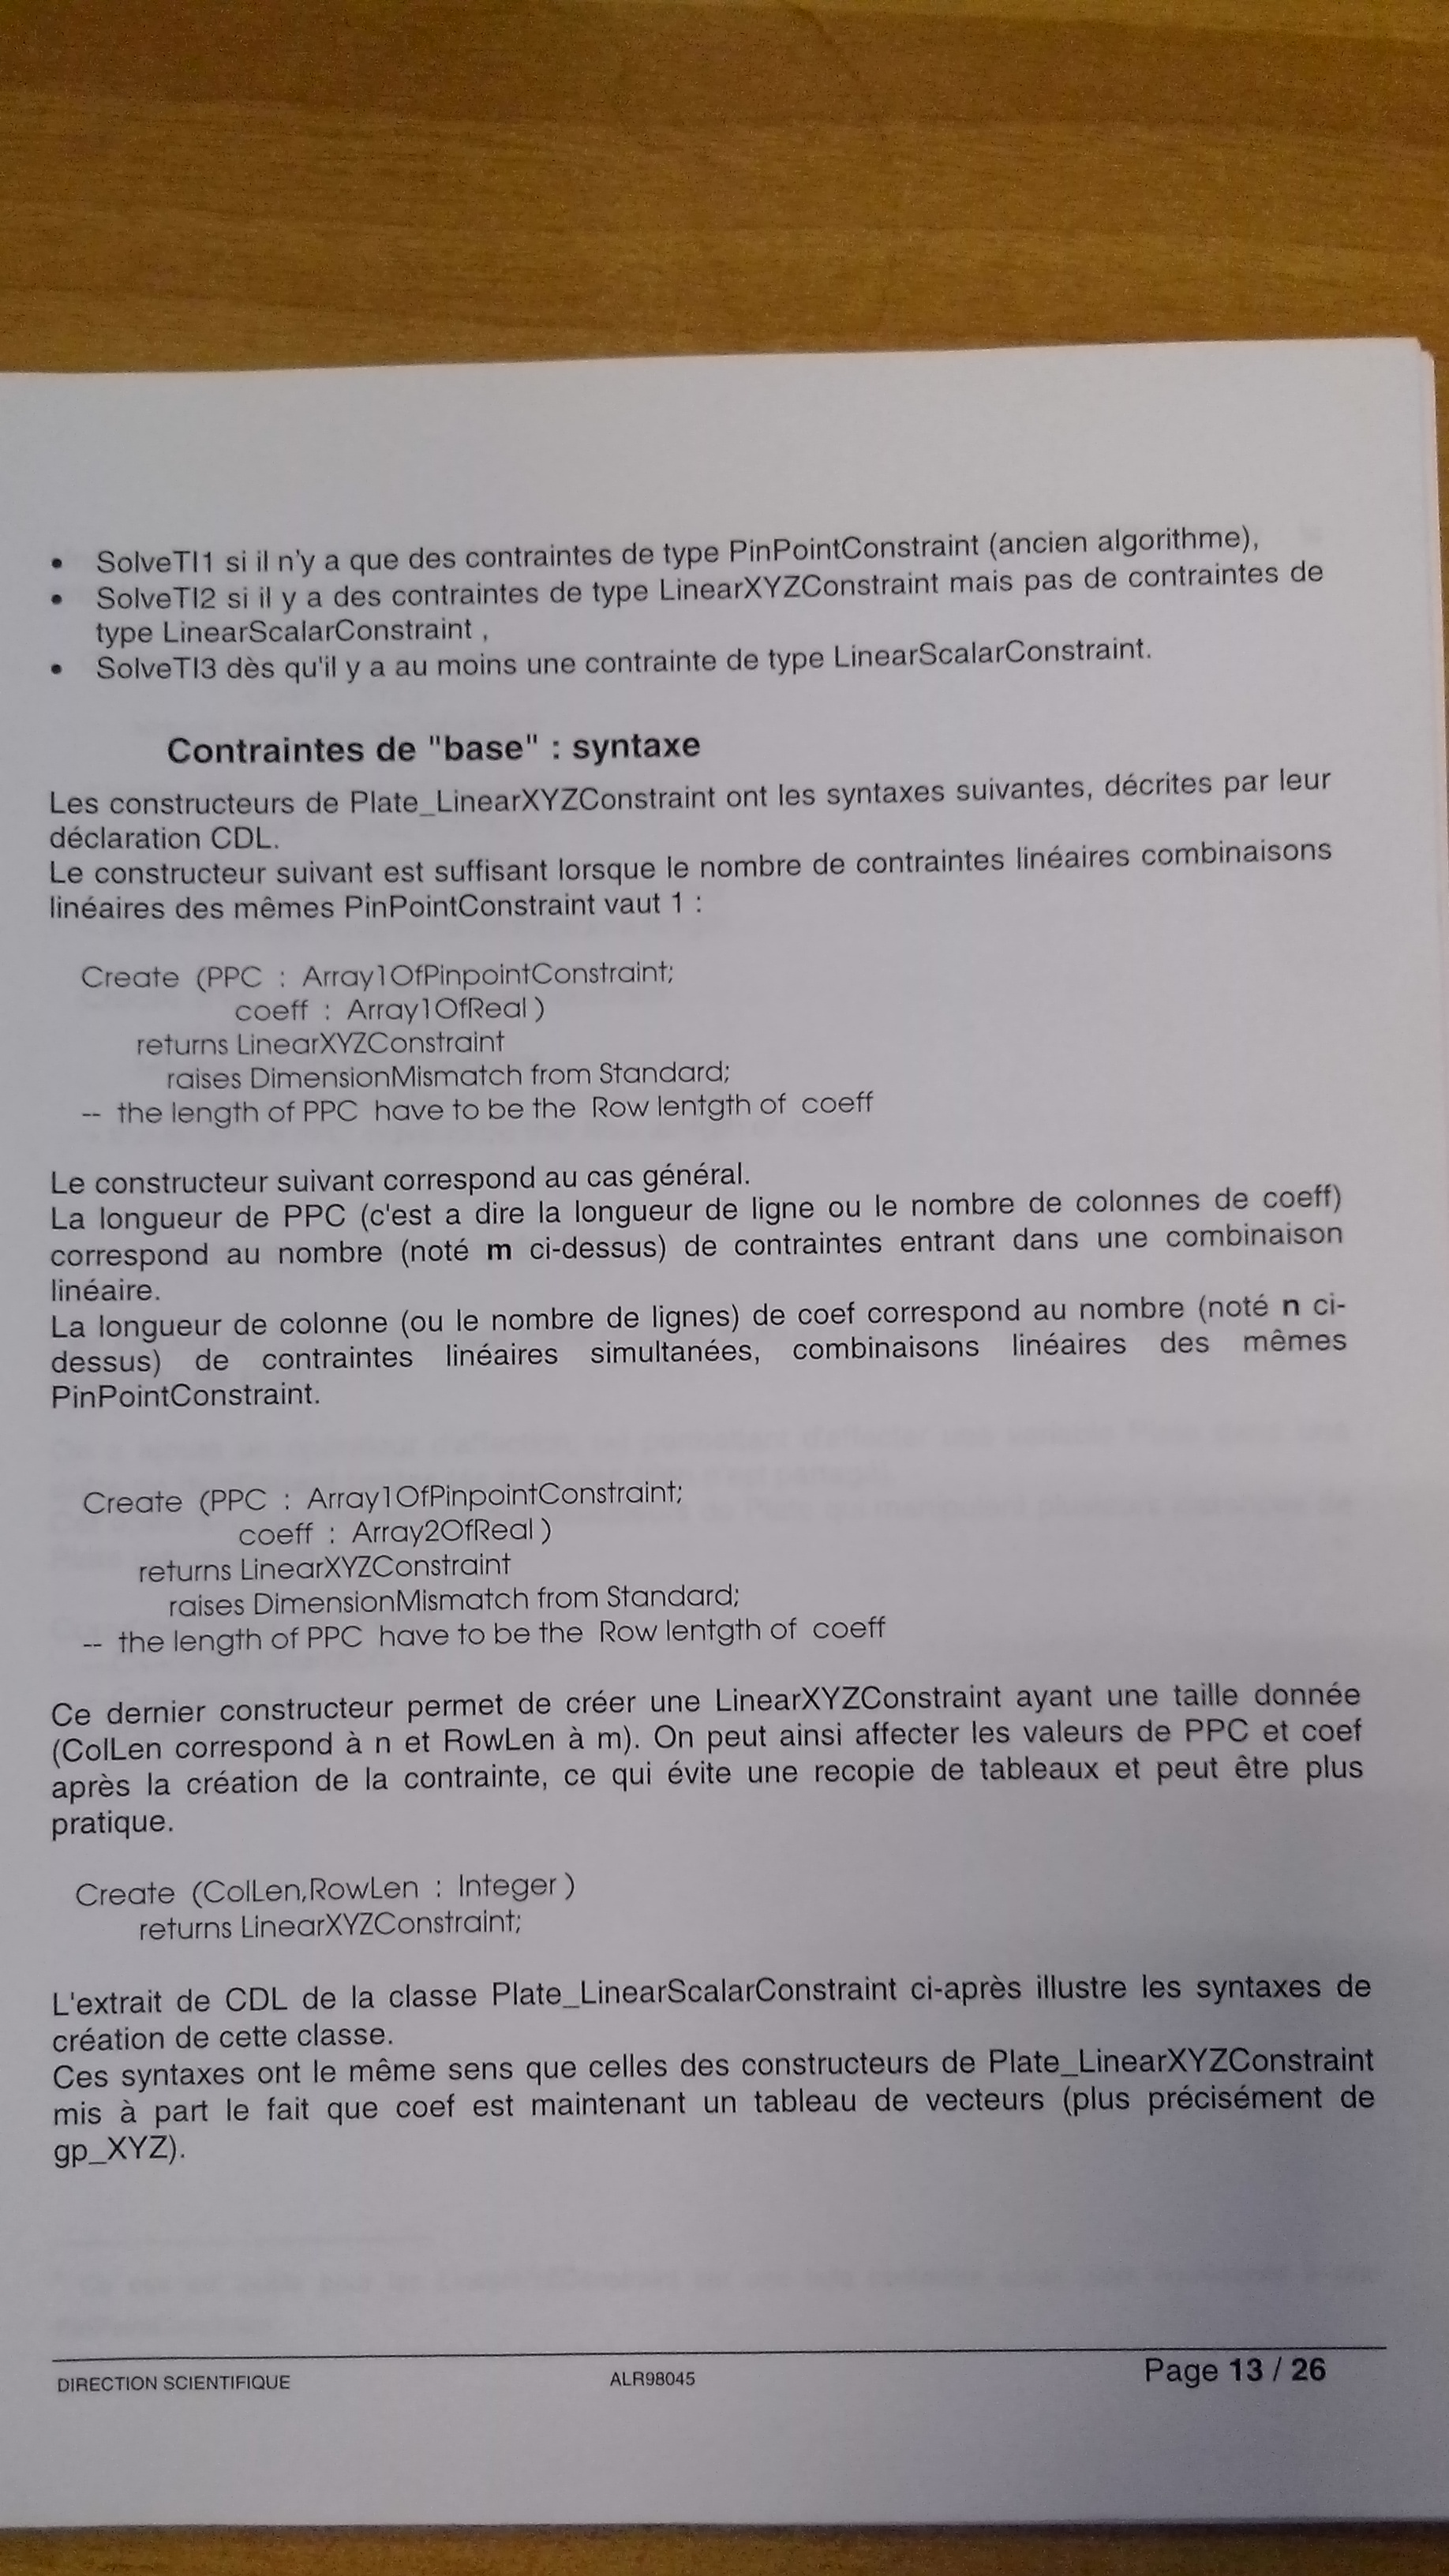 • SolveTI1 si il n'y a que des contraintes de type PinPointConstraint (ancien algorithme),
• SolveTI2 si il y a des contraintes de type LinearXYZConstraint mais pas de contraintes de
type LinearScalarConstraint ,
• SolveTI3 dès qu'il y a au moins une contrainte de type LinearScalarConstraint.
Contraintes de "base" : syntaxe
Les constructeurs de Plate_LinearXYZConstraint ont les syntaxes suivantes, décrites par leur
déclaration CDL.
Le constructeur suivant est suffisant lorsque le nombre de contraintes linéaires combinaisons
linéaires des mêmes PinPointConstraint vaut 1 :
Create (PPC : Array1OfPinpointConstraint;
coeff : Array1OfReal )
returns LinearXYZConstraint
raises DimensionMismatch from Standard;
-- the length of PPC have to be the Row lentgth of coeff
Le constructeur suivant correspond au cas général.
La longueur de PPC (c'est a dire la longueur de ligne ou le nombre de colonnes de coeff)
correspond au nombre (noté m ci-dessus) de contraintes entrant dans une combinaison
linéaire.
La longueur de colonne (ou le nombre de lignes) de coef correspond au nombre (noté n ci-
dessus) de contraintes linéaires simultanées, combinaisons linéaires des mêmes
PinPointConstraint.
Create (PPC : Array1OfPinpointConstraint;
coeff : Array2OfReal )
returns LinearXYZConstraint
raises DimensionMismatch from Standard;
-- the length of PPC have to be the Row lentgth of coeff
Ce dernier constructeur permet de créer une LinearXYZConstraint ayant une taille donnée
(ColLen correspond à n et RowLen à m). On peut ainsi affecter les valeurs de PPC et coef
après la création de la contrainte, ce qui évite une recopie de tableaux et peut être plus
pratique.
Create (ColLen,RowLen : Integer )
returns LinearXYZConstraint;
L'extrait de CDL de la classe Plate_LinearScalarConstraint ci-après illustre les syntaxes de
création de cette classe.
Ces syntaxes ont le même sens que celles des constructeurs de Plate_LinearXYZConstraint
mis à part le fait que coef est maintenant un tableau de vecteurs (plus précisément de
gp_XYZ).
DIRECTION SCIENTIFIQUE ALR98045 Page 13 / 26